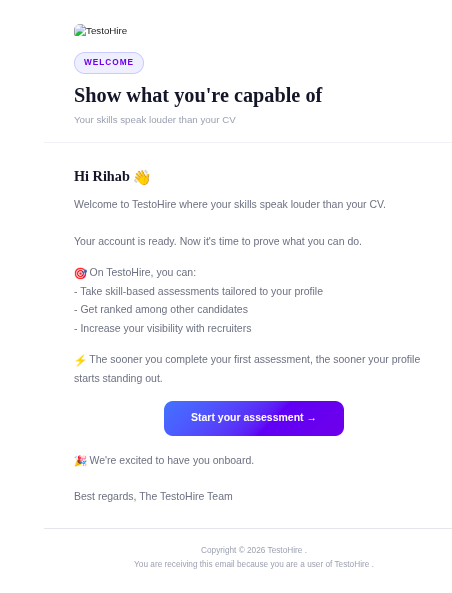 TestoHire
WELCOME
Show what you're capable of
Your skills speak louder than your CV
Hi Rihab 👋
Welcome to TestoHire where your skills speak louder than your CV.
Your account is ready. Now it's time to prove what you can do.
🎯 On TestoHire, you can:
- Take skill-based assessments tailored to your profile
- Get ranked among other candidates
- Increase your visibility with recruiters
⚡ The sooner you complete your first assessment, the sooner your profile
starts standing out.
Start your assessment →
🎉 We're excited to have you onboard.
Best regards, The TestoHire Team
Copyright © 2026 TestoHire .
You are receiving this email because you are a user of TestoHire .